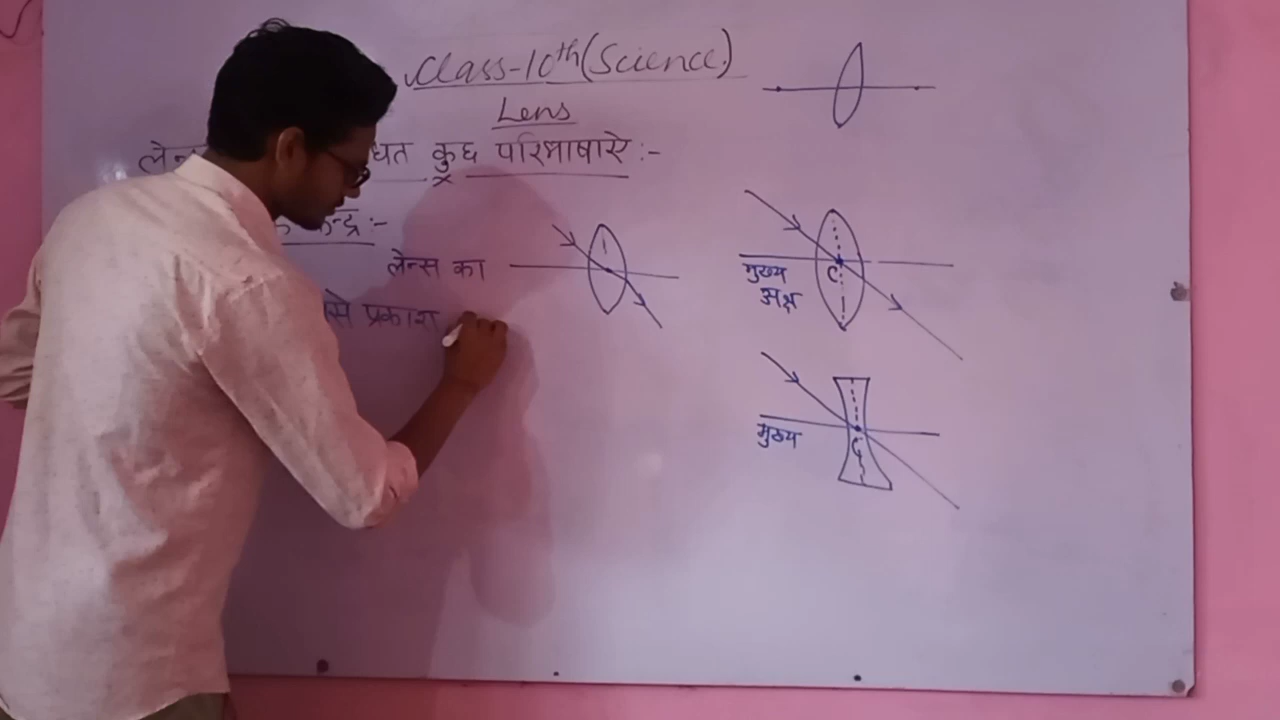 Class-10th (Science)
Lens
कुछ परिभाषाऐ :-
लेन्स का
से प्रकाश
C
मुख्य
अक्ष
मुख्य
C